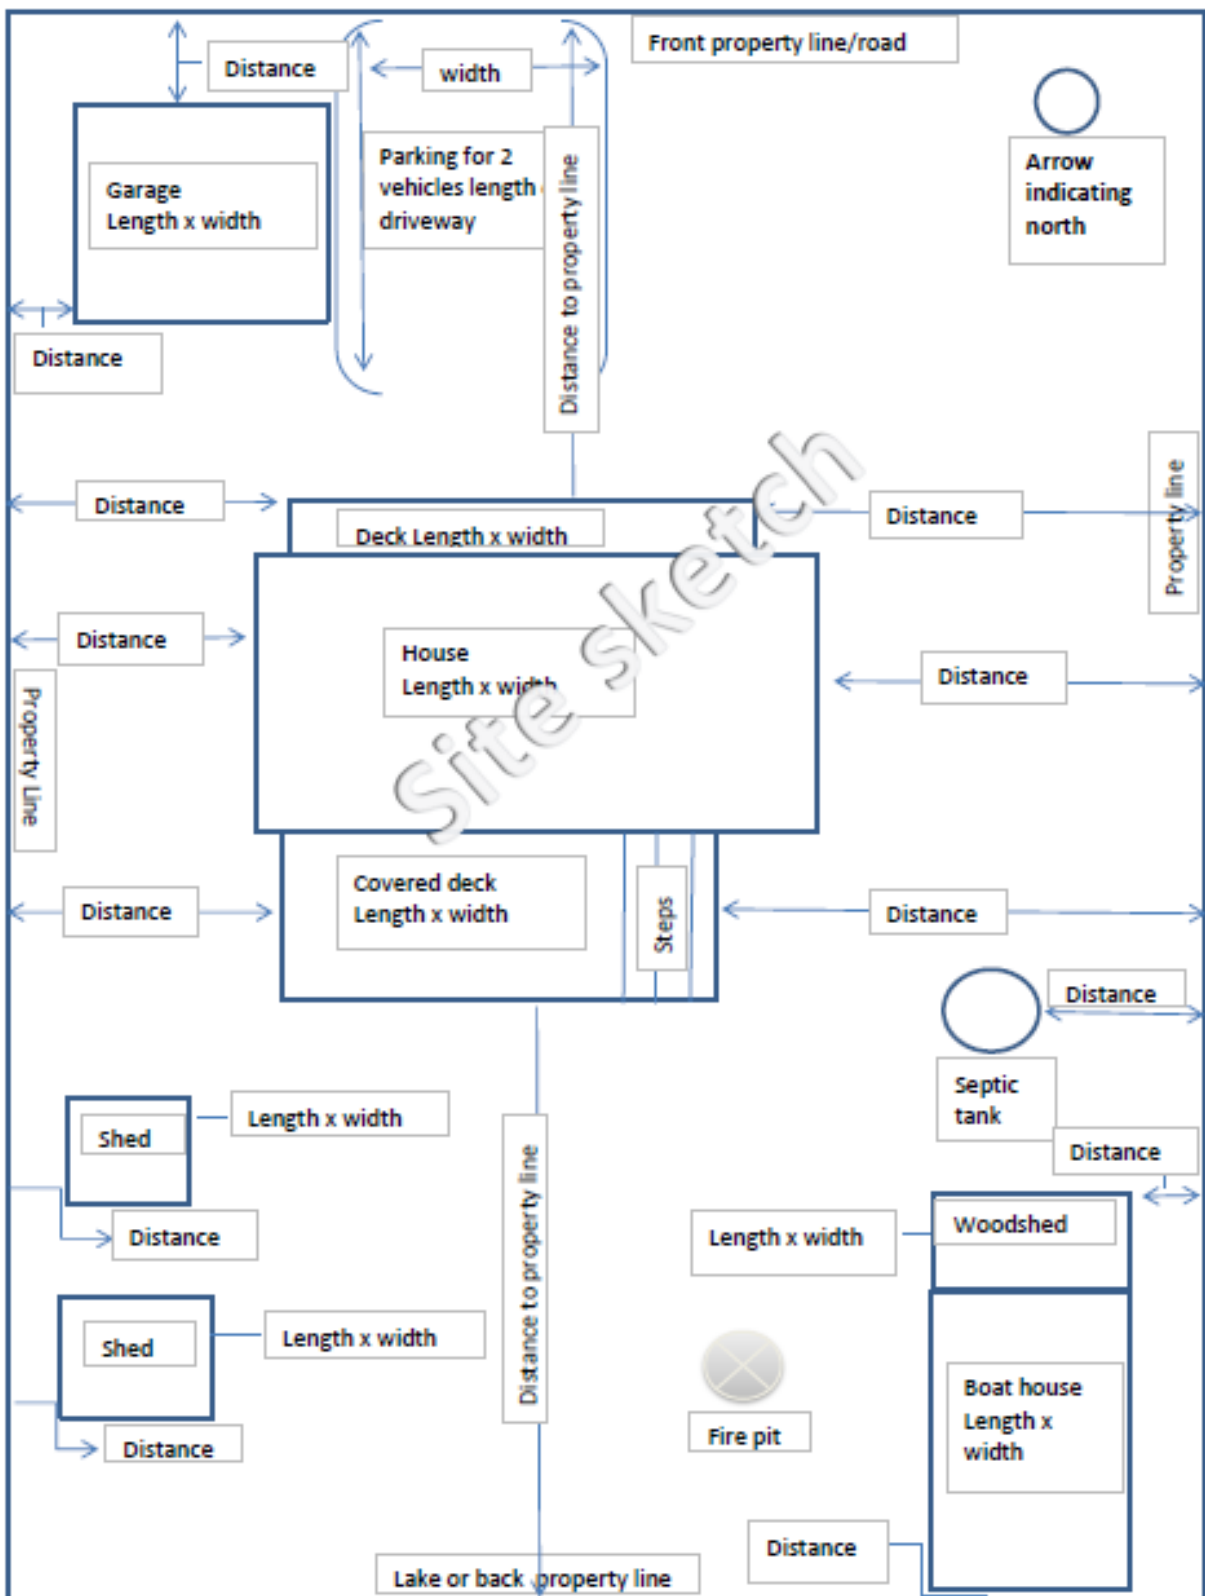 Front property line/road
Distance
width
Parking for 2
vehicles length
driveway
Distance to property line
Garage
Length x width
Arrow
indicating
north
Distance
Distance
Deck Length x width
Distance
Property line
Distance
House
Length x width
Site sketch
Distance
Property Line
Distance
Covered deck
Length x width
Steps
Distance
Distance
Septic
tank
Length x width
Shed
Distance
Distance
Distance to property line
Length x width
Woodshed
Length x width
Shed
Distance
Fire pit
Boat house
Length x
width
Distance
Lake or back property line